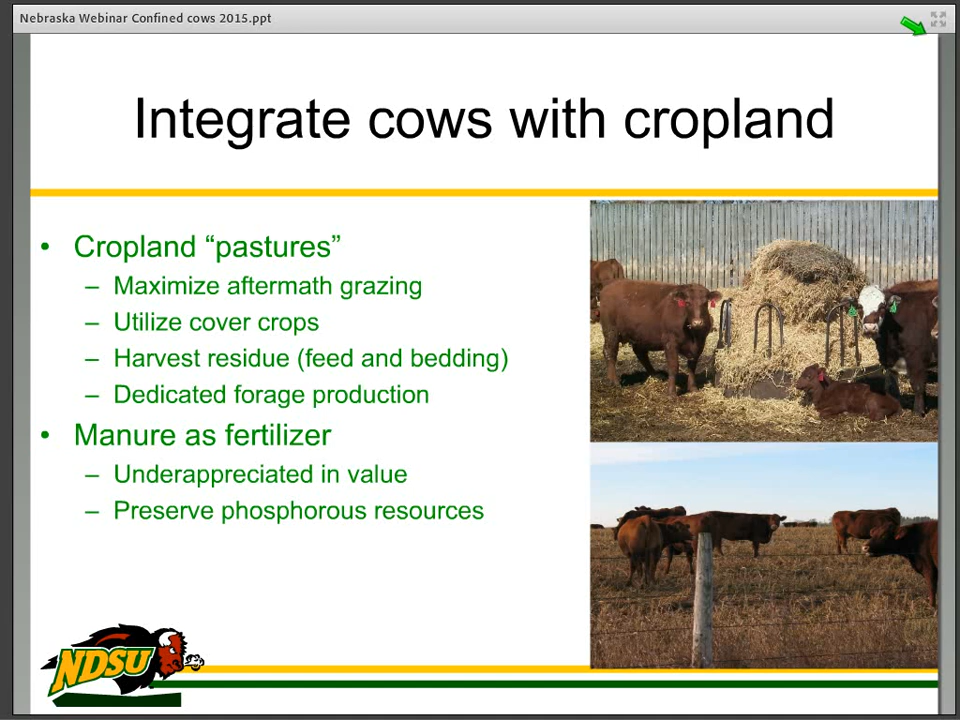 Nebraska Webinar Confined cows 2015.ppt
Integrate cows with cropland
• Cropland “pastures”
– Maximize aftermath grazing
– Utilize cover crops
– Harvest residue (feed and bedding)
– Dedicated forage production
• Manure as fertilizer
– Underappreciated in value
– Preserve phosphorous resources
NDSU